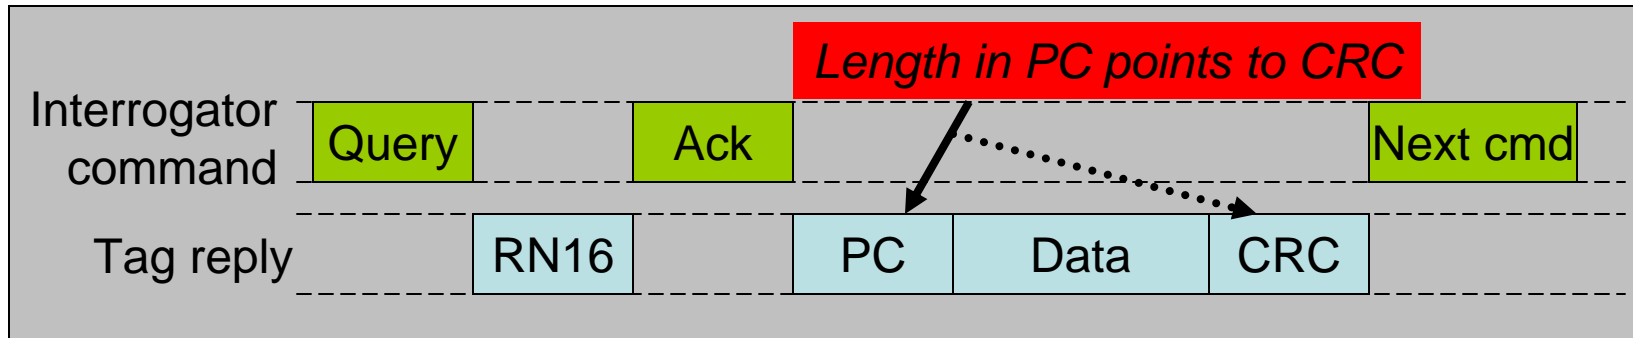 Length in PC points to CRC
Interrogator
command
Query
Ack
Next cmd
Tag reply
RN16
PC
Data
CRC